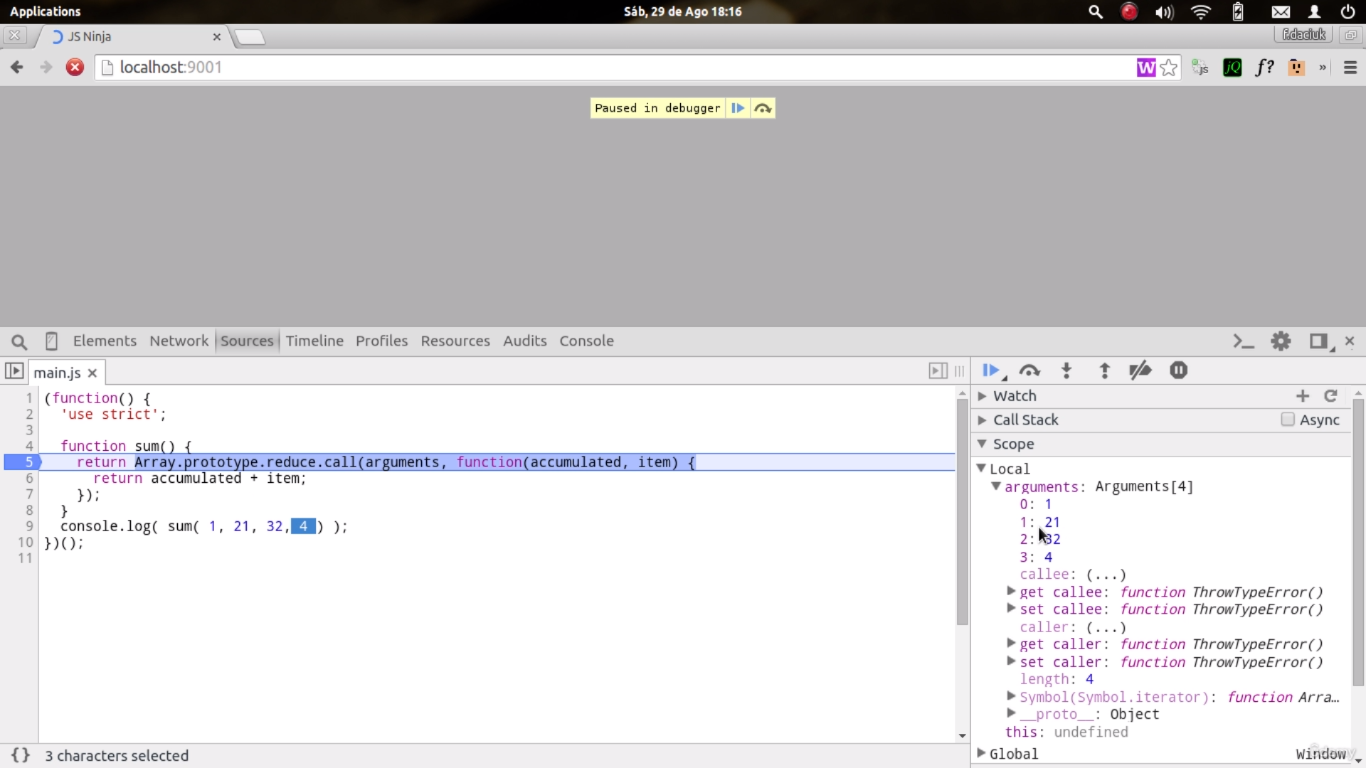 Applications
Sáb, 29 de Ago 18:16
JS Ninja
f.daciuk
localhost:9001
W
js
jQ
f?
»
Paused in debugger
Elements Network Sources Timeline Profiles Resources Audits Console
main.js
1 (function() {
2 'use strict';
3
4 function sum() {
5 return Array.prototype.reduce.call(arguments, function(accumulated, item) {
6 return accumulated + item;
7 });
8 }
9 console.log( sum( 1, 21, 32, 4 ) );
10 })();
11
{} 3 characters selected
Watch
Call Stack
Async
Scope
Local
arguments: Arguments[4]
0: 1
1: 21
2: 32
3: 4
callee: (...)
get callee: function ThrowTypeError()
set callee: function ThrowTypeError()
caller: (...)
get caller: function ThrowTypeError()
set caller: function ThrowTypeError()
length: 4
Symbol(Symbol.iterator): function Arra…
__proto__: Object
this: undefined
Global Window